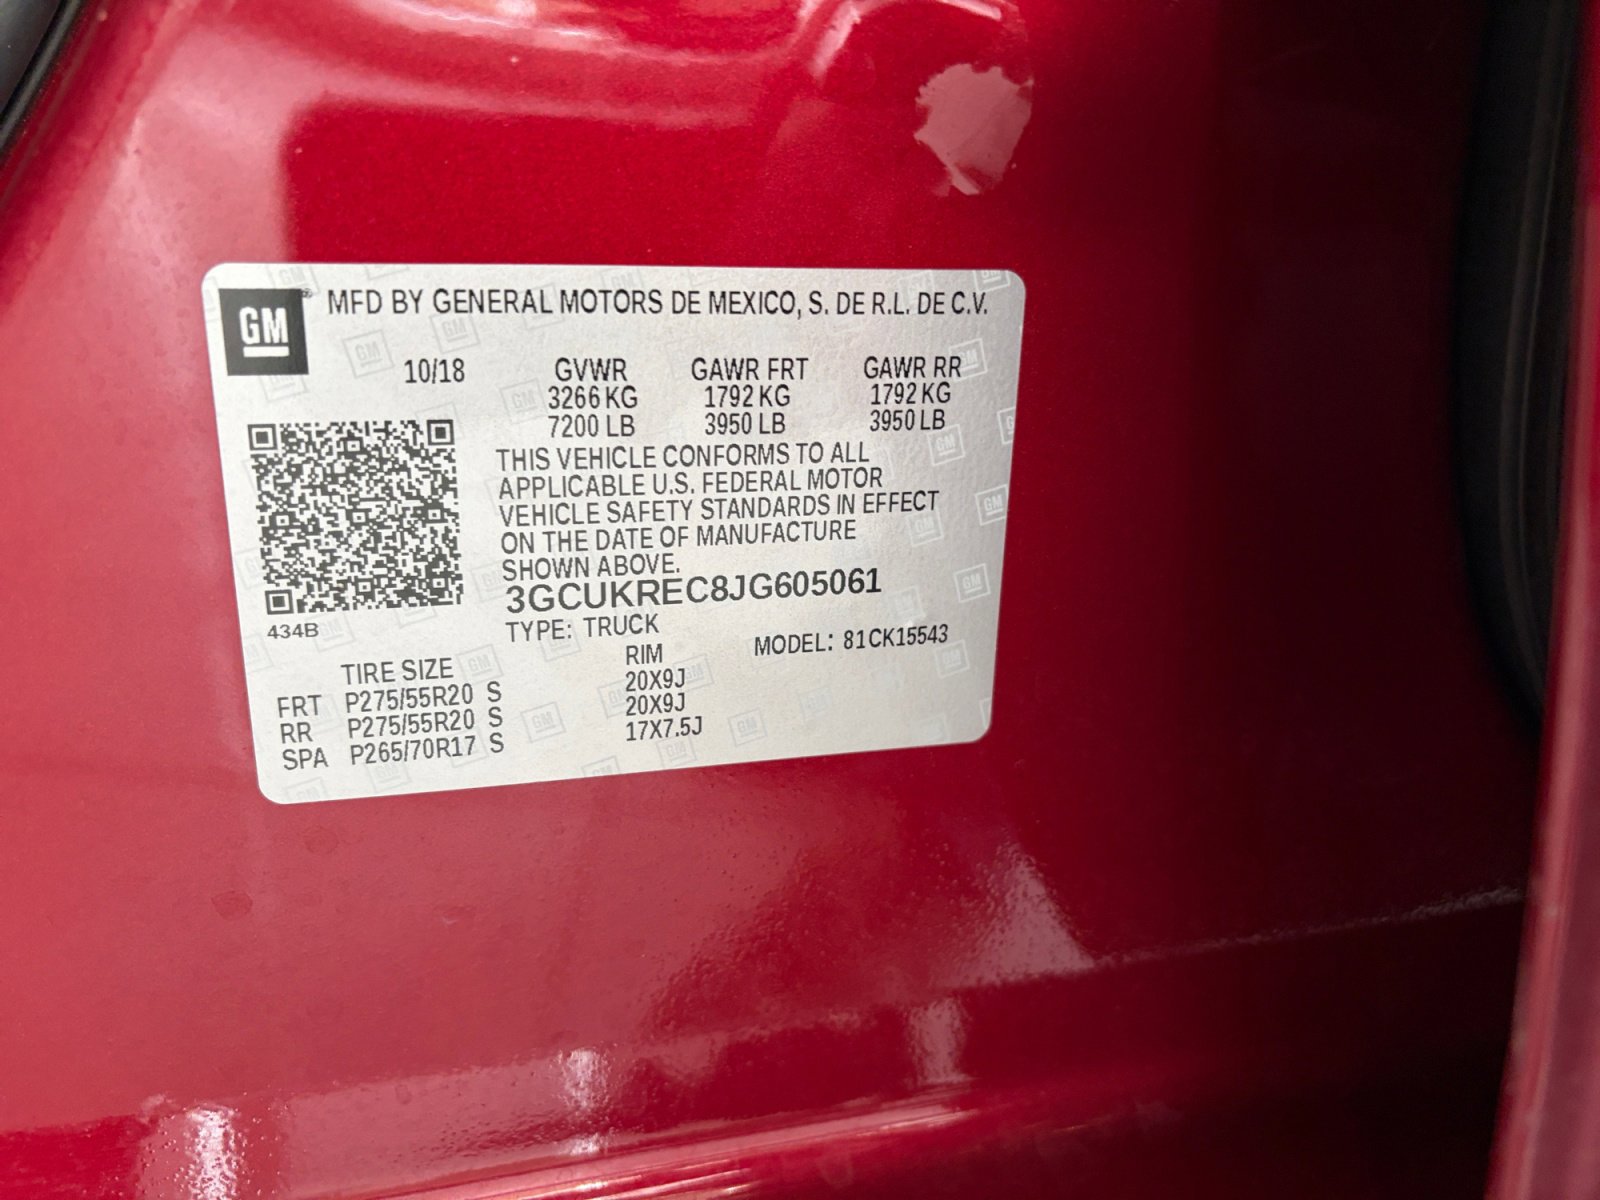 GM
MFD BY GENERAL MOTORS DE MEXICO, S. DE R.L. DE C.V.
10/18 GVWR GAWR FRT GAWR RR
3266 KG 1792 KG 1792 KG
7200 LB 3950 LB 3950 LB
THIS VEHICLE CONFORMS TO ALL
APPLICABLE U.S. FEDERAL MOTOR
VEHICLE SAFETY STANDARDS IN EFFECT
ON THE DATE OF MANUFACTURE
SHOWN ABOVE.
3GCUKREC8JG605061
434B
TYPE: TRUCK MODEL: 81CK15543
TIRE SIZE RIM
FRT P275/55R20 S 20X9J
RR P275/55R20 S 20X9J
SPA P265/70R17 S 17X7.5J